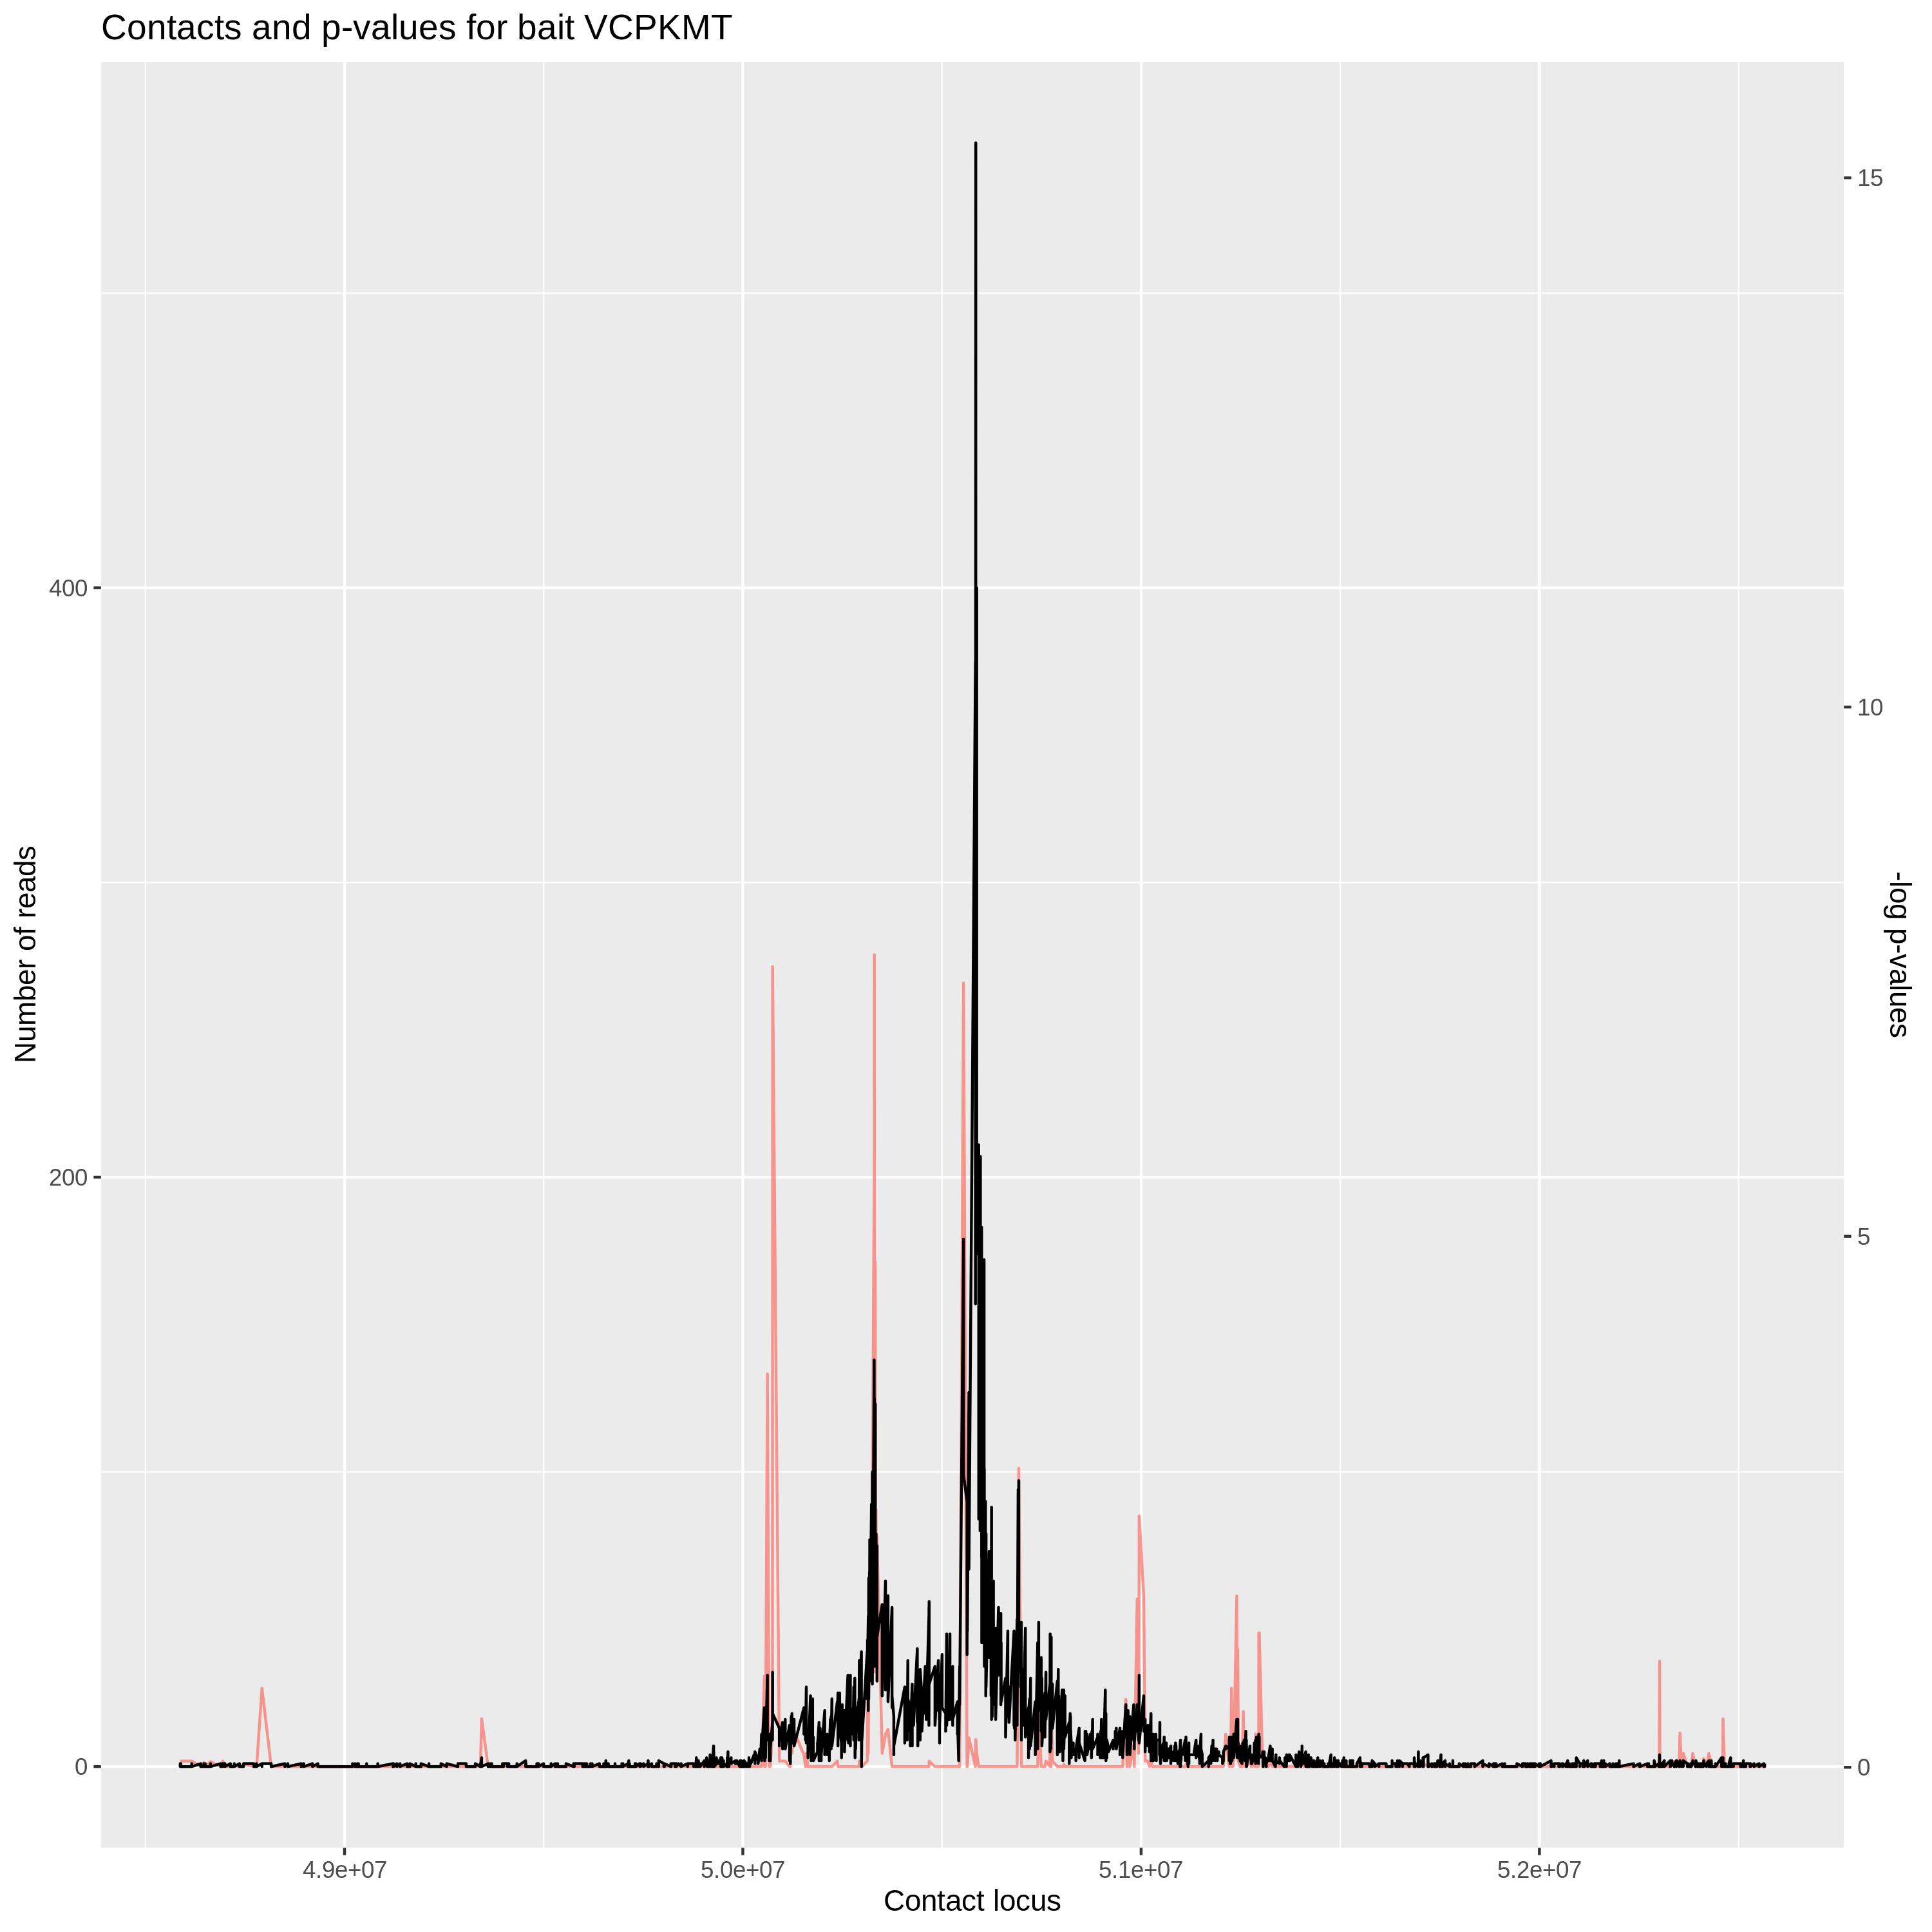 Contacts and p-values for bait VCPKMT
15
400
10
Number of reads
-log p-values
5
200
0
0
4.9e+07
5.0e+07
5.1e+07
5.2e+07
Contact locus